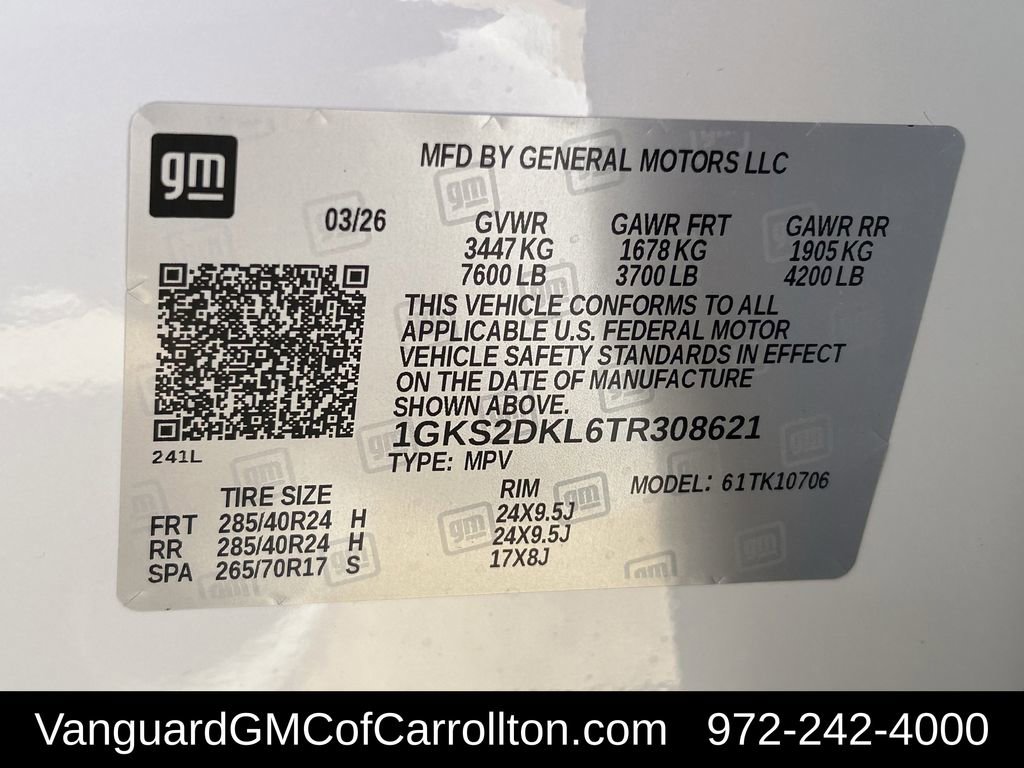 gm
MFD BY GENERAL MOTORS LLC
03/26 GVWR GAWR FRT GAWR RR
3447 KG 1678 KG 1905 KG
7600 LB 3700 LB 4200 LB
THIS VEHICLE CONFORMS TO ALL
APPLICABLE U.S. FEDERAL MOTOR
VEHICLE SAFETY STANDARDS IN EFFECT
ON THE DATE OF MANUFACTURE
SHOWN ABOVE.
1GKS2DKL6TR308621
241L
TYPE: MPV
MODEL: 61TK10706
TIRE SIZE RIM
FRT 285/40R24 H 24X9.5J
RR 285/40R24 H 24X9.5J
SPA 265/70R17 S 17X8J
VanguardGMCofCarrollton.com 972-242-4000